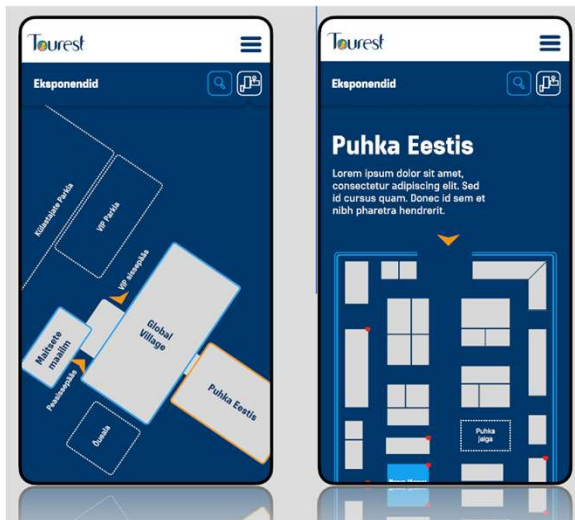 Tourest
Eksponendid
Külastajate Parkla
VIP Parkla
VIP sissepääs
Global
Village
Maitsete
maailm
Peasissepääs
Puhka Eestis
Õueala
Tourest
Eksponendid
Puhka Eestis
Lorem ipsum dolor sit amet,
consectetur adipiscing elit. Sed
id cursus quam. Donec id sem et
nibh pharetra hendrerit.
Puhka
jalga